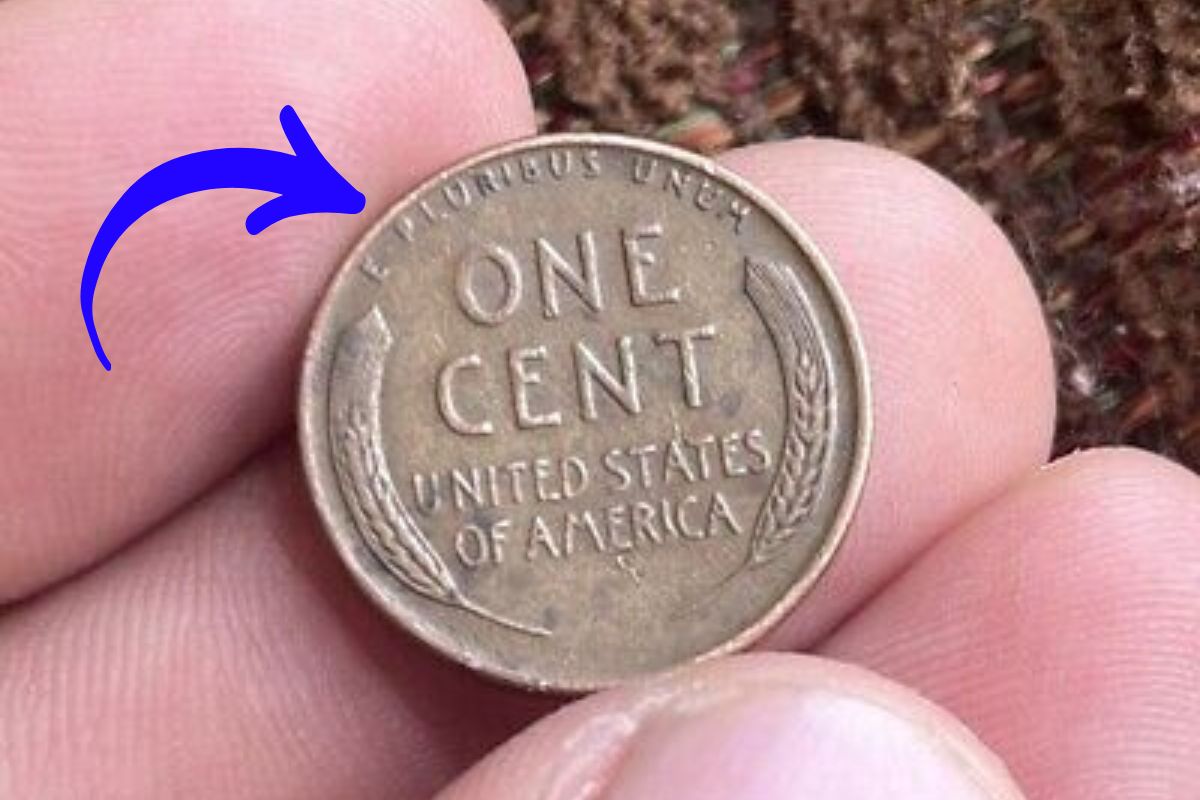 E PLURIBUS UNUM
ONE
CENT
UNITED STATES
OF AMERICA